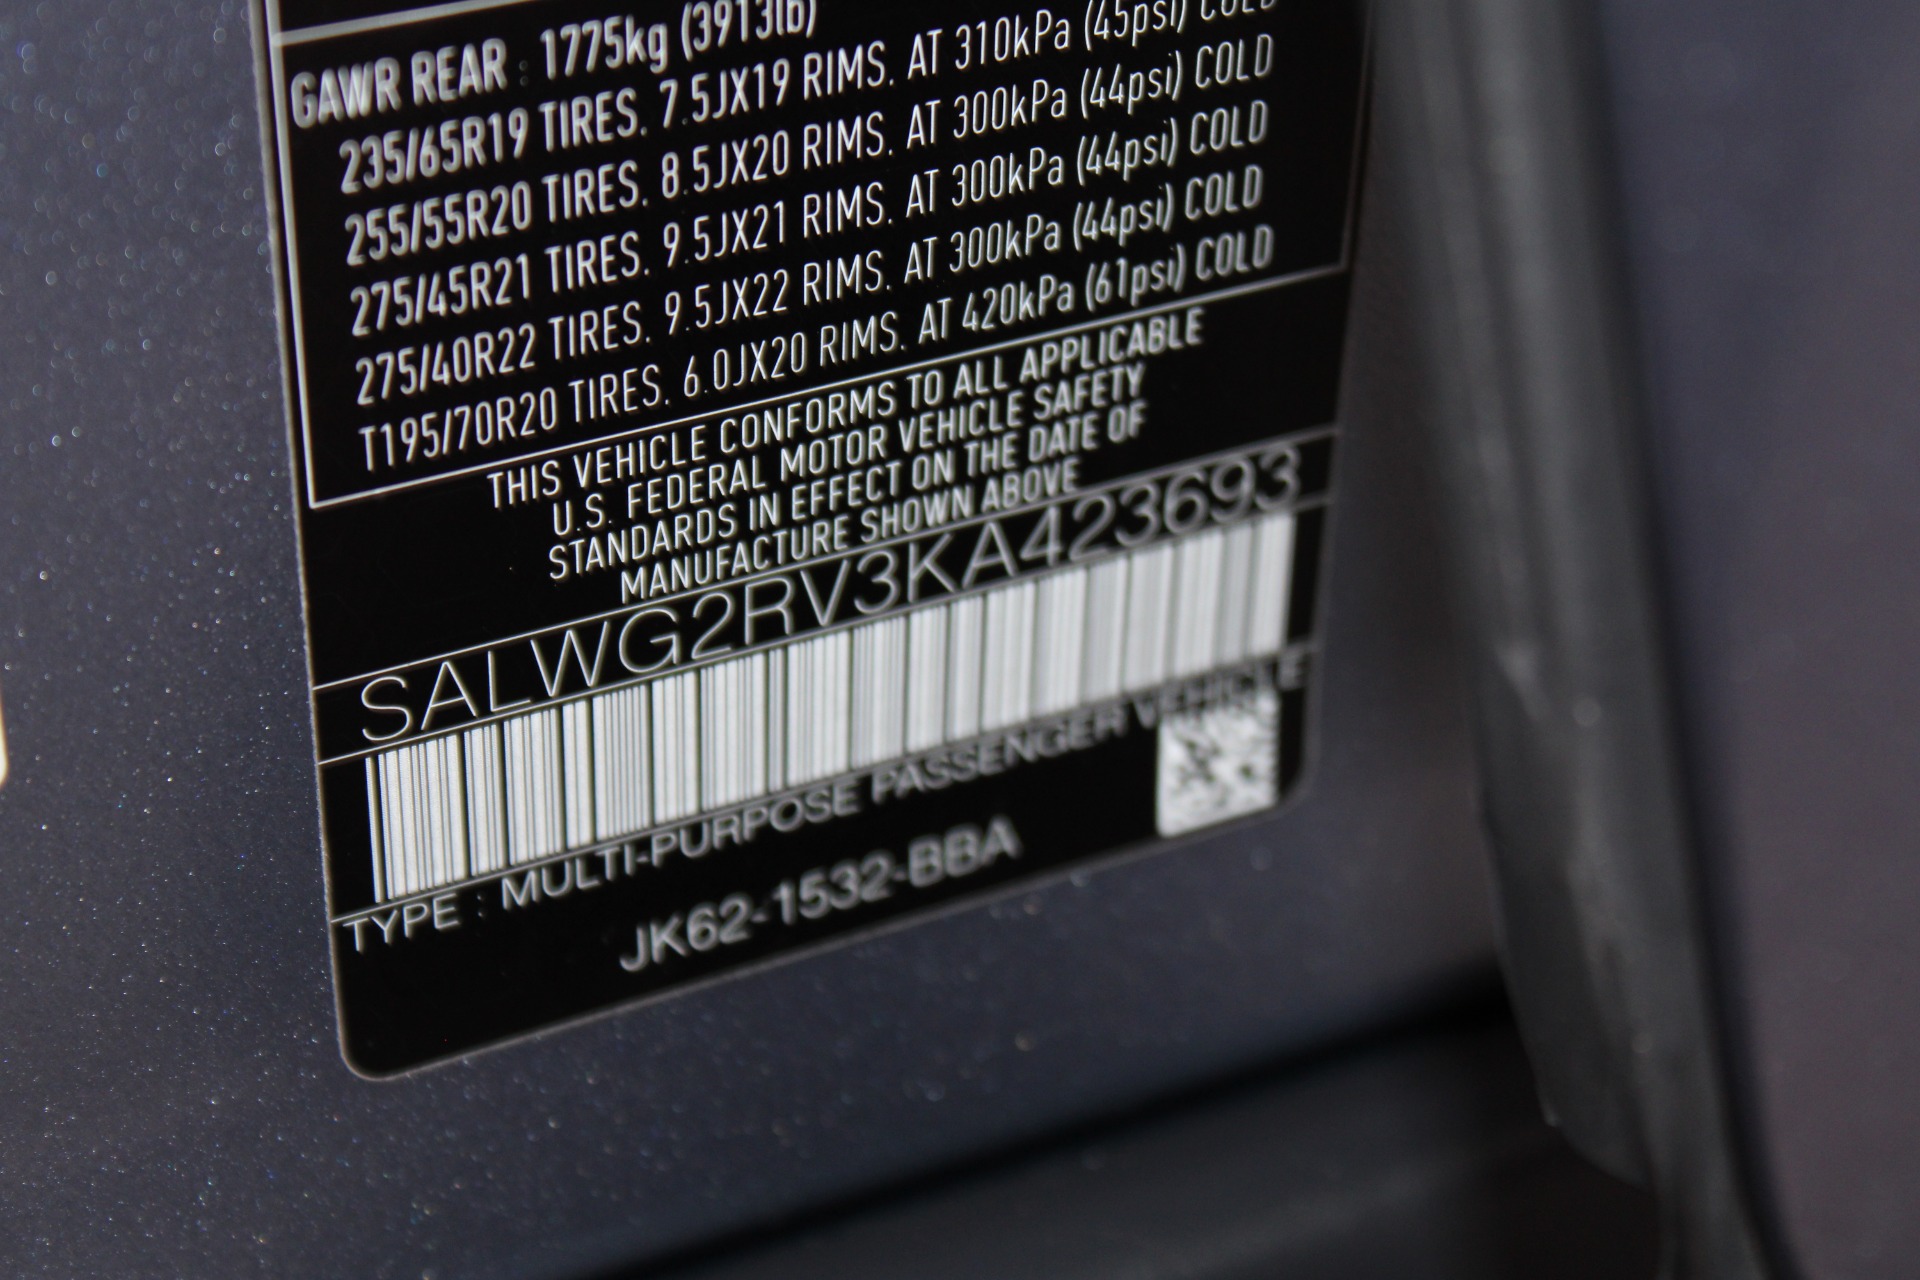 GAWR REAR : 1775kg (3913lb)
235/65R19 TIRES. 7.5JX19 RIMS. AT 310kPa (45psi) COLD
255/55R20 TIRES. 8.5JX20 RIMS. AT 300kPa (44psi) COLD
275/45R21 TIRES. 9.5JX21 RIMS. AT 300kPa (44psi) COLD
275/40R22 TIRES. 9.5JX22 RIMS. AT 300kPa (44psi) COLD
T195/70R20 TIRES. 6.0JX20 RIMS. AT 420kPa (61psi) COLD
THIS VEHICLE CONFORMS TO ALL APPLICABLE
U.S. FEDERAL MOTOR VEHICLE SAFETY
STANDARDS IN EFFECT ON THE DATE OF
MANUFACTURE SHOWN ABOVE
SALWG2RV3KA423693
TYPE : MULTI-PURPOSE PASSENGER VEHICLE
JK62-1532-BBA